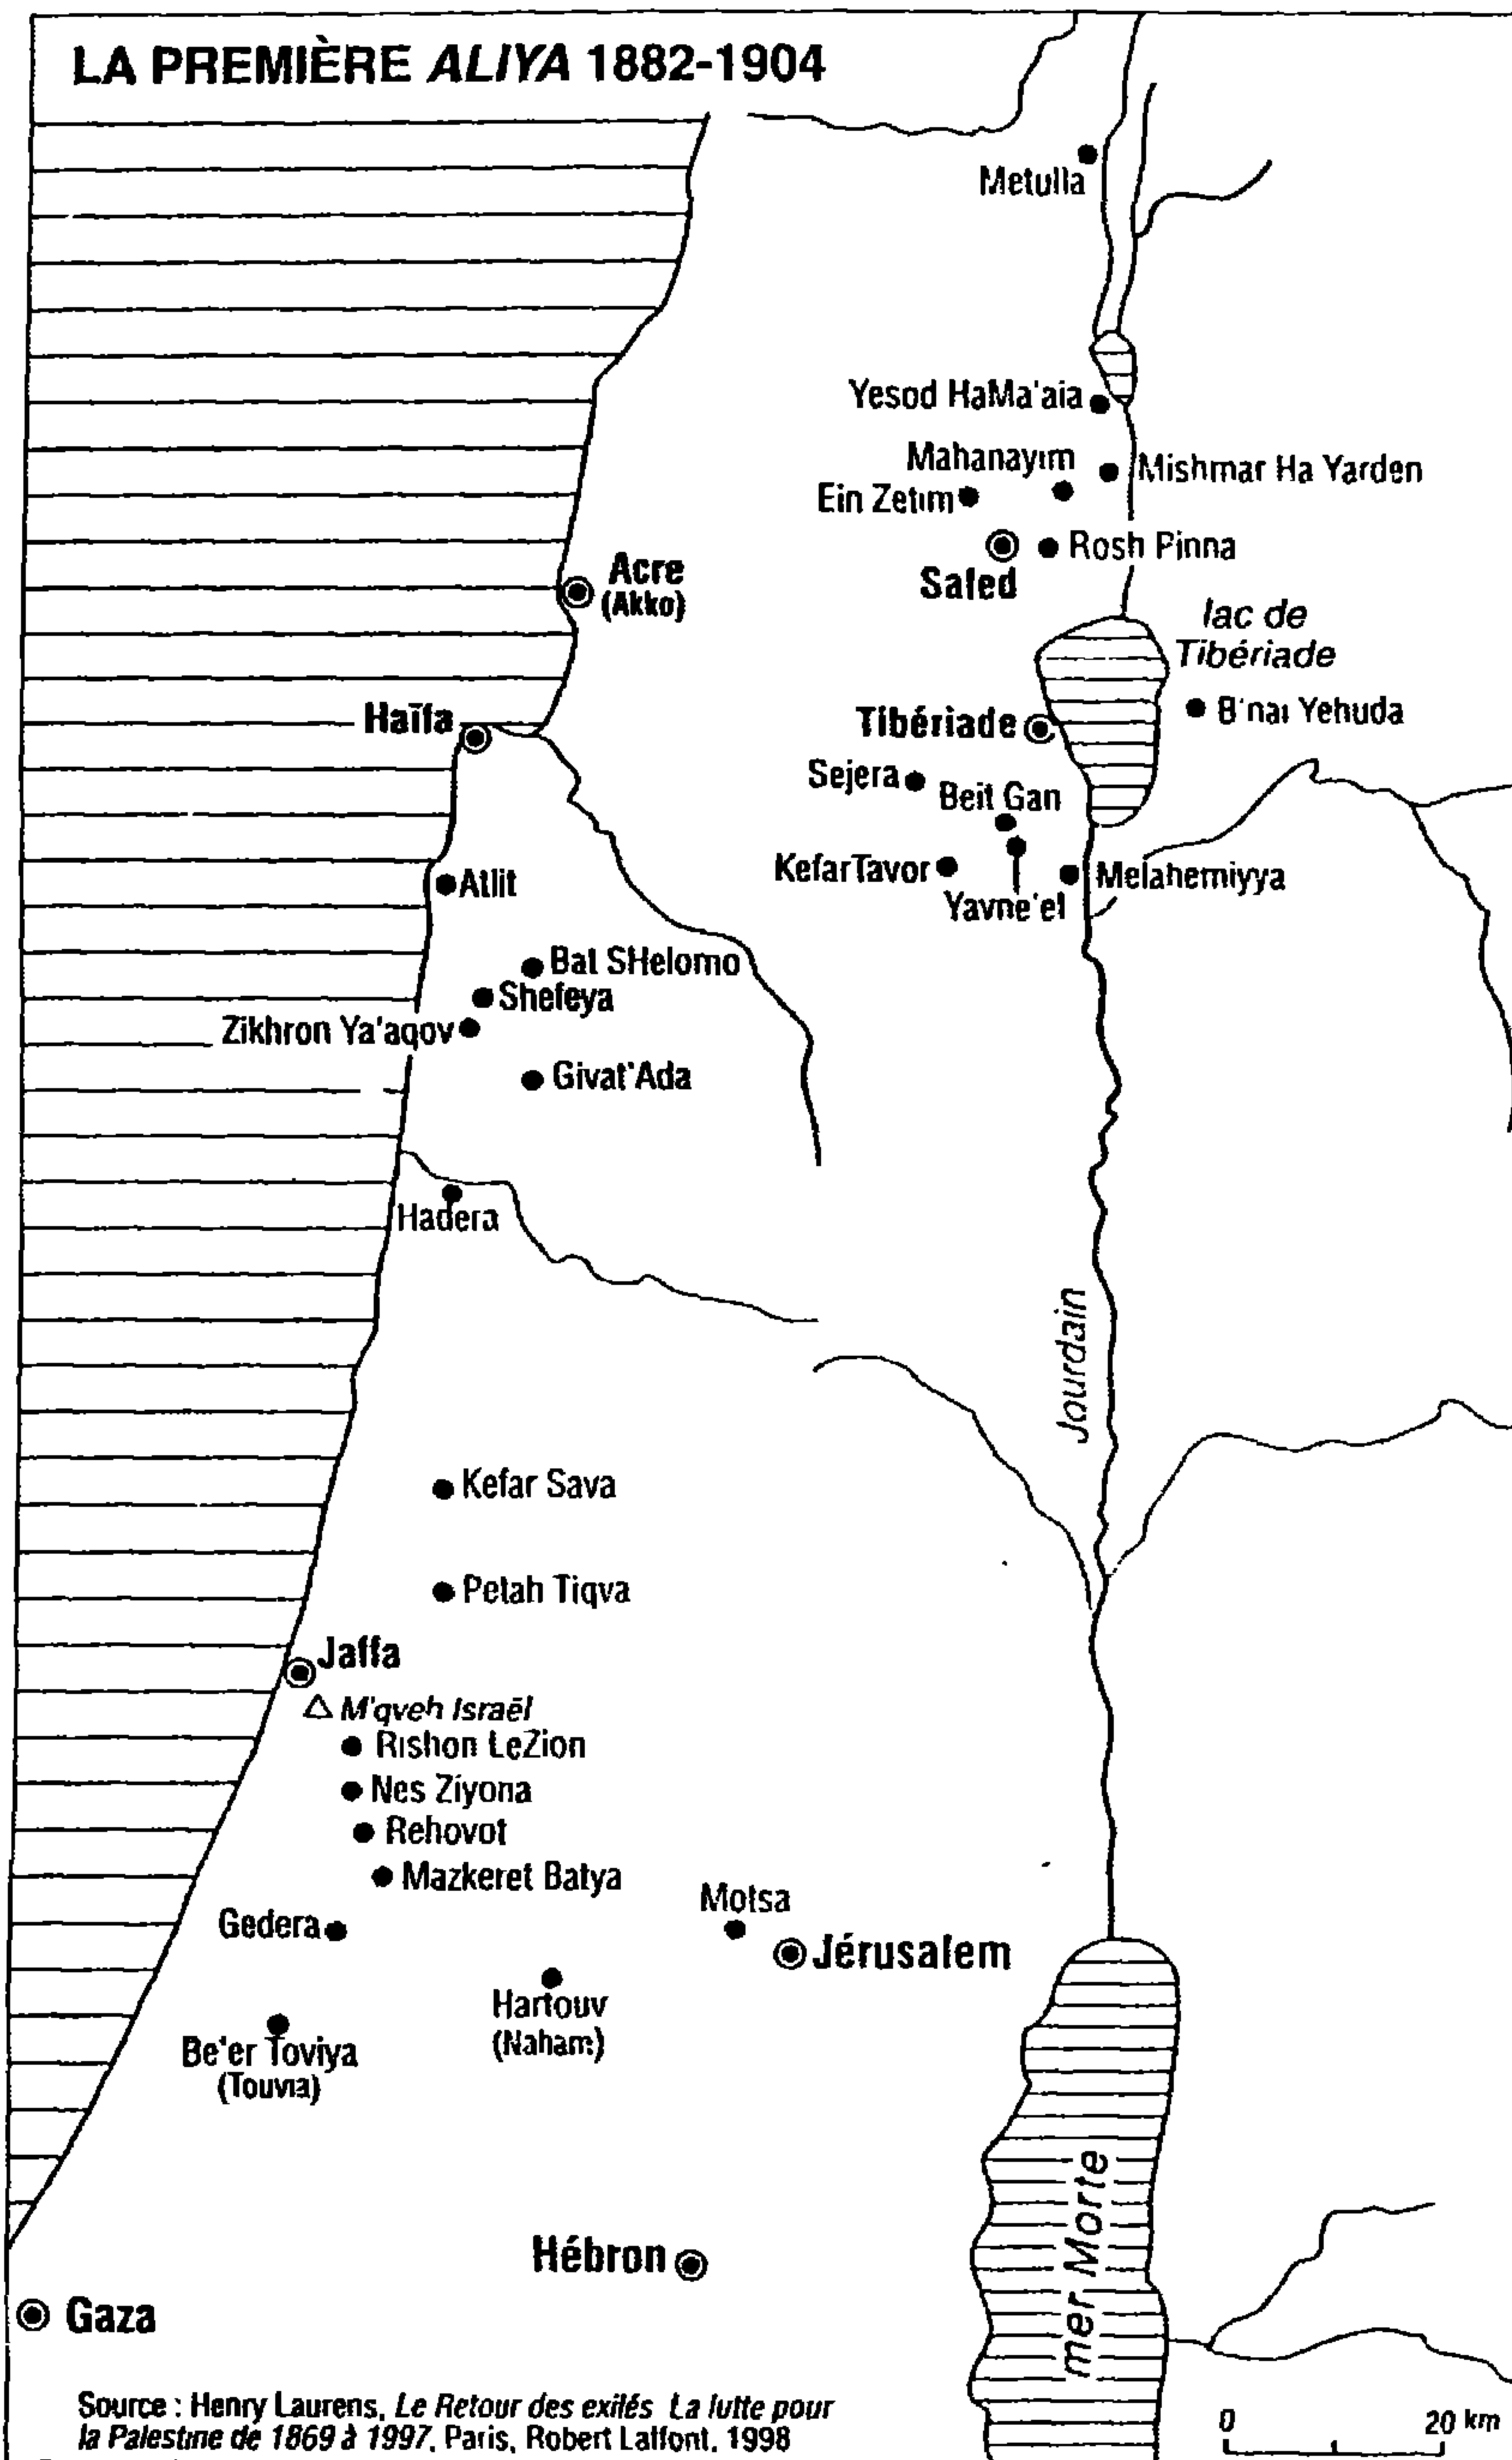 LA PREMIÈRE ALIYA 1882-1904
Metulla
Yesod HaMa'aia
Mahanayim
Mishmar Ha Yarden
Ein Zetim
Rosh Pinna
Safed
Acre
(Akko)
lac de
Tibériade
Haïfa
Tibériade
B'nai Yehuda
Sejera
Beit Gan
Kefar Tavor
Melahemiyya
Yavne'el
Atlit
Bat SHelomo
Shefeya
Zikhron Ya'aqov
Givat'Ada
Hadera
Jourdain
Kefar Sava
Petah Tiqva
Jaffa
M'qveh Israël
Rishon LeZion
Nes Ziyona
Rehovot
Mazkeret Batya
Motsa
Gedera
Jérusalem
Hartouv
(Naham)
Be'er Toviya
(Touvia)
mer Morte
Hébron
Gaza
Source : Henry Laurens, Le Retour des exilés La lutte pour
la Palestine de 1869 à 1997, Paris, Robert Laffont, 1998
0 20 km